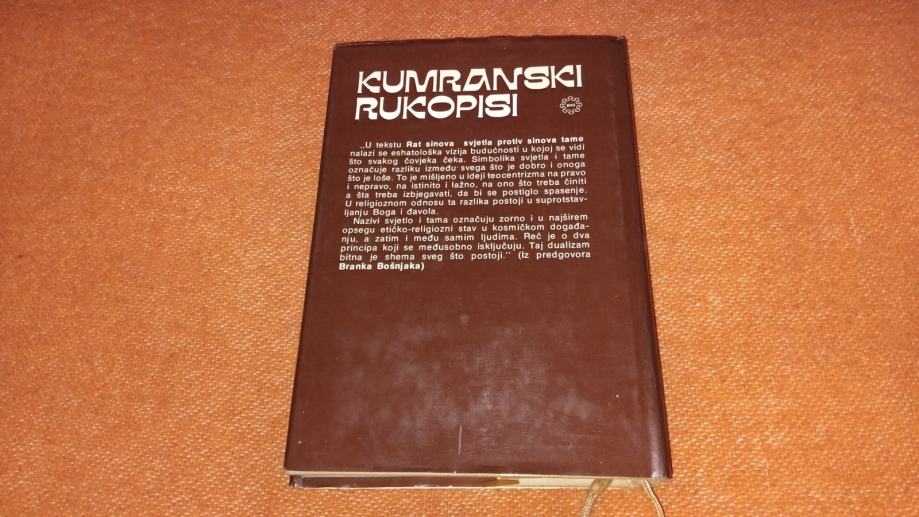 KUMRANSKI
RUKOPISI
„U tekstu Rat sinova svjetla protiv sinova tame
nalazi se eshatološka vizija budućnosti u kojoj se vidi
što svakog čovjeka čeka. Simbolika svjetla i tame
označuje razliku između svega što je dobro i onoga
što je loše. To je mišljeno u ideji teocentrizma na pravo
i nepravo, na istinito i lažno, na ono što treba činiti
a šta treba izbjegavati, da bi se postiglo spasenje.
U religioznom odnosu ta razlika postoji u suprotstav-
ljanju Boga i đavola.
Nazivi svjetlo i tama označuju zorno i u najširem
opsegu etičko-religiozni stav u kosmičkom događa-
nju, a zatim i među samim ljudima. Reč je o dva
principa koji se međusobno isključuju. Taj dualizam
bitna je shema sveg što postoji.“ (Iz predgovora
Branka Bošnjaka)